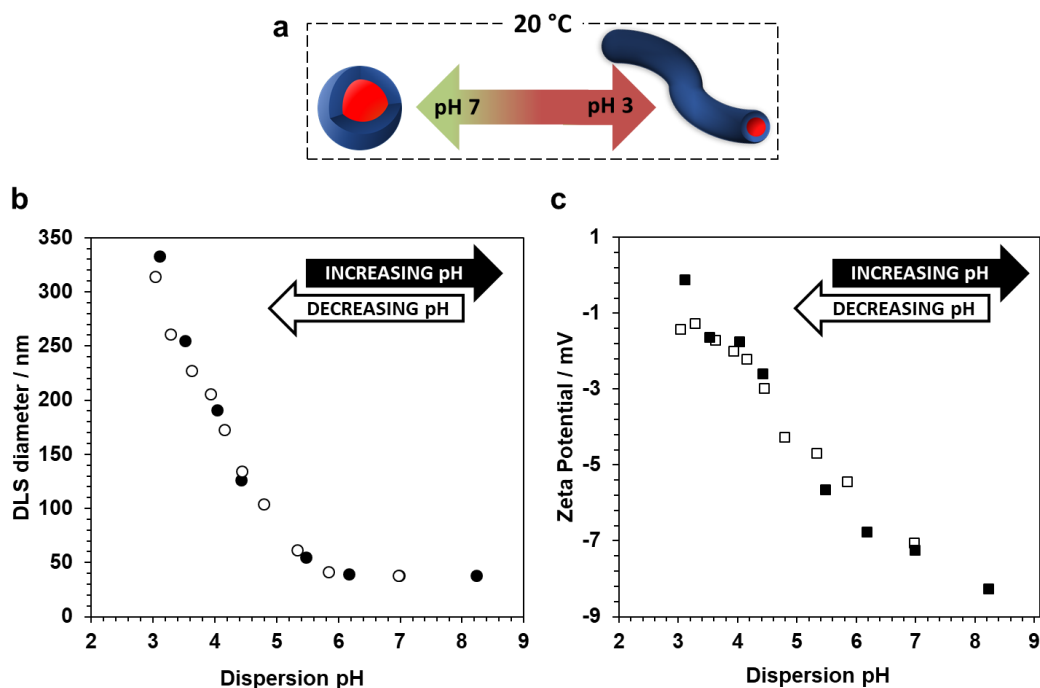 a
20 °C
pH 7
pH 3
b
c
350
300
250
200
150
100
50
0
DLS diameter / nm
INCREASING pH
DECREASING pH
2 3 4 5 6 7 8 9
Dispersion pH
1
-1
-3
-5
-7
-9
Zeta Potential / mV
INCREASING pH
DECREASING pH
2 3 4 5 6 7 8 9
Dispersion pH